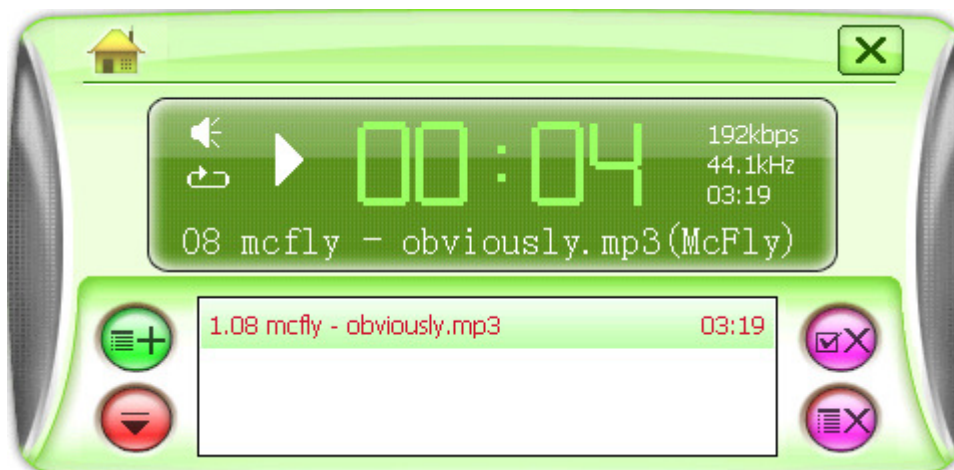 00:04
192kbps
44.1kHz
03:19
08 mcfly - obviously.mp3(McFly)
1.08 mcfly - obviously.mp3 03:19